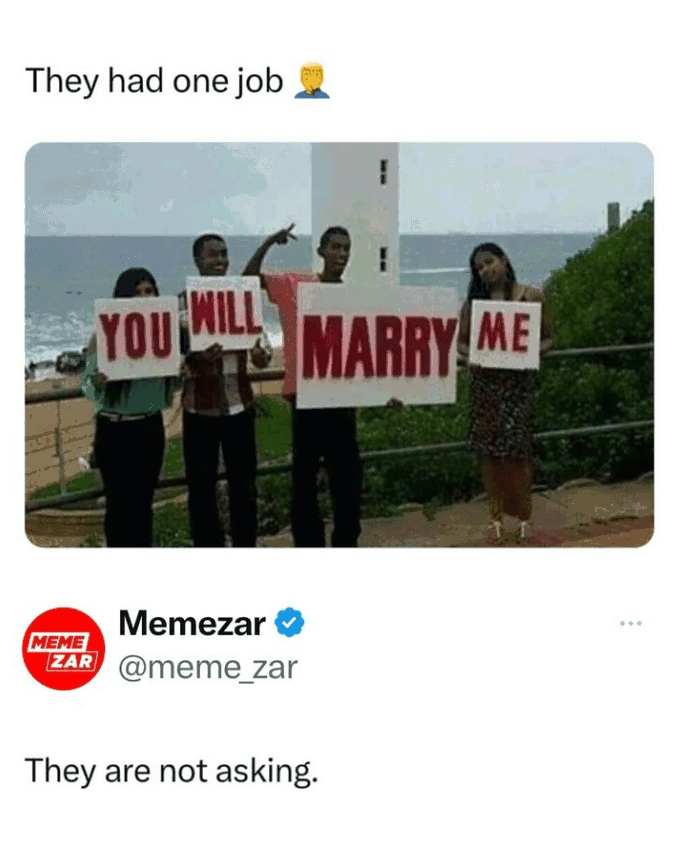 They had one job 🤦‍♂️
YOU WILL MARRY ME
MEME
ZAR
Memezar
@meme_zar
They are not asking.